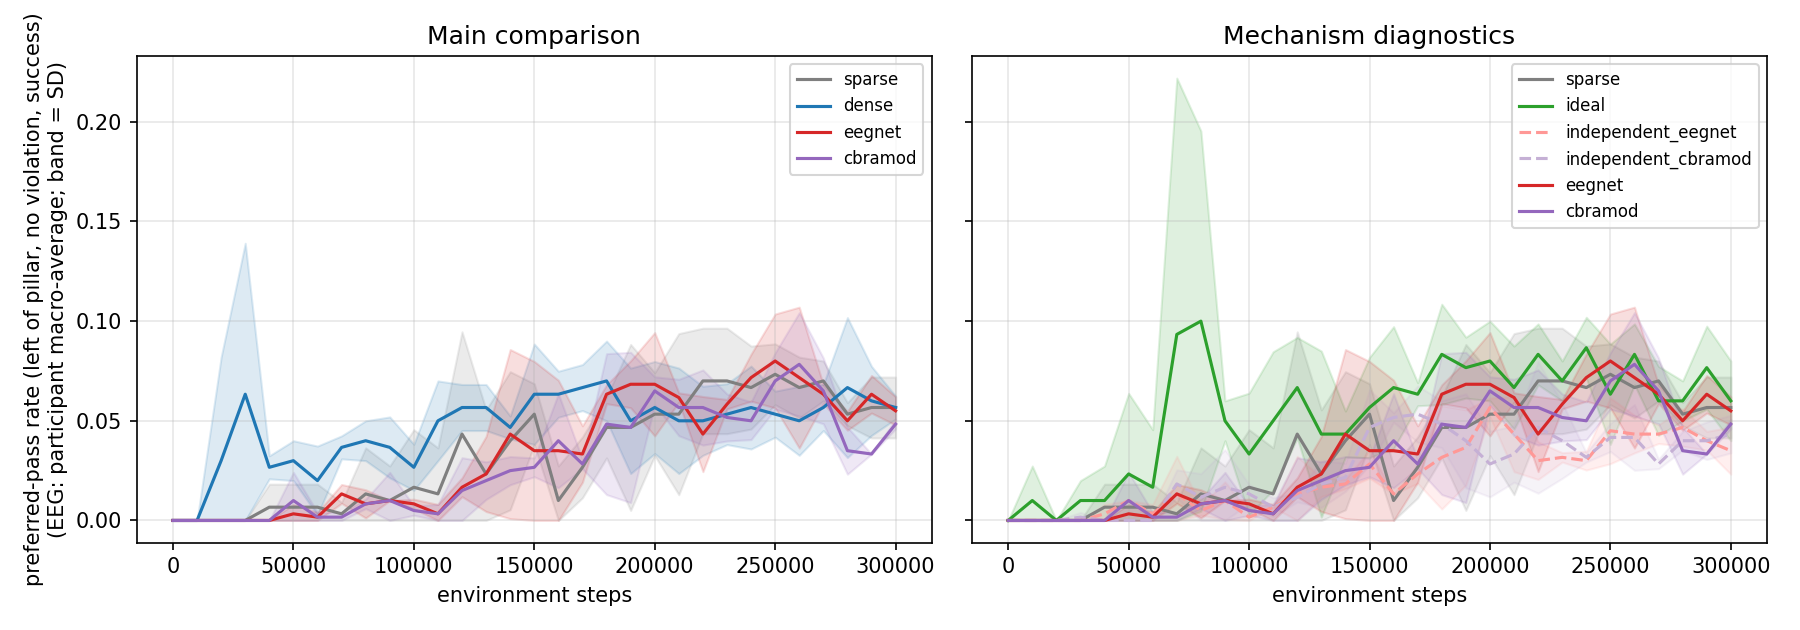 preferred-pass rate (left of pillar, no violation, success)
(EEG: participant macro-average; band = SD)
Main comparison
0.20
0.15
0.10
0.05
0.00
0
50000
100000
150000
200000
250000
300000
environment steps
sparse
dense
eegnet
cbramod
Mechanism diagnostics
0
50000
100000
150000
200000
250000
300000
environment steps
sparse
ideal
independent_eegnet
independent_cbramod
eegnet
cbramod